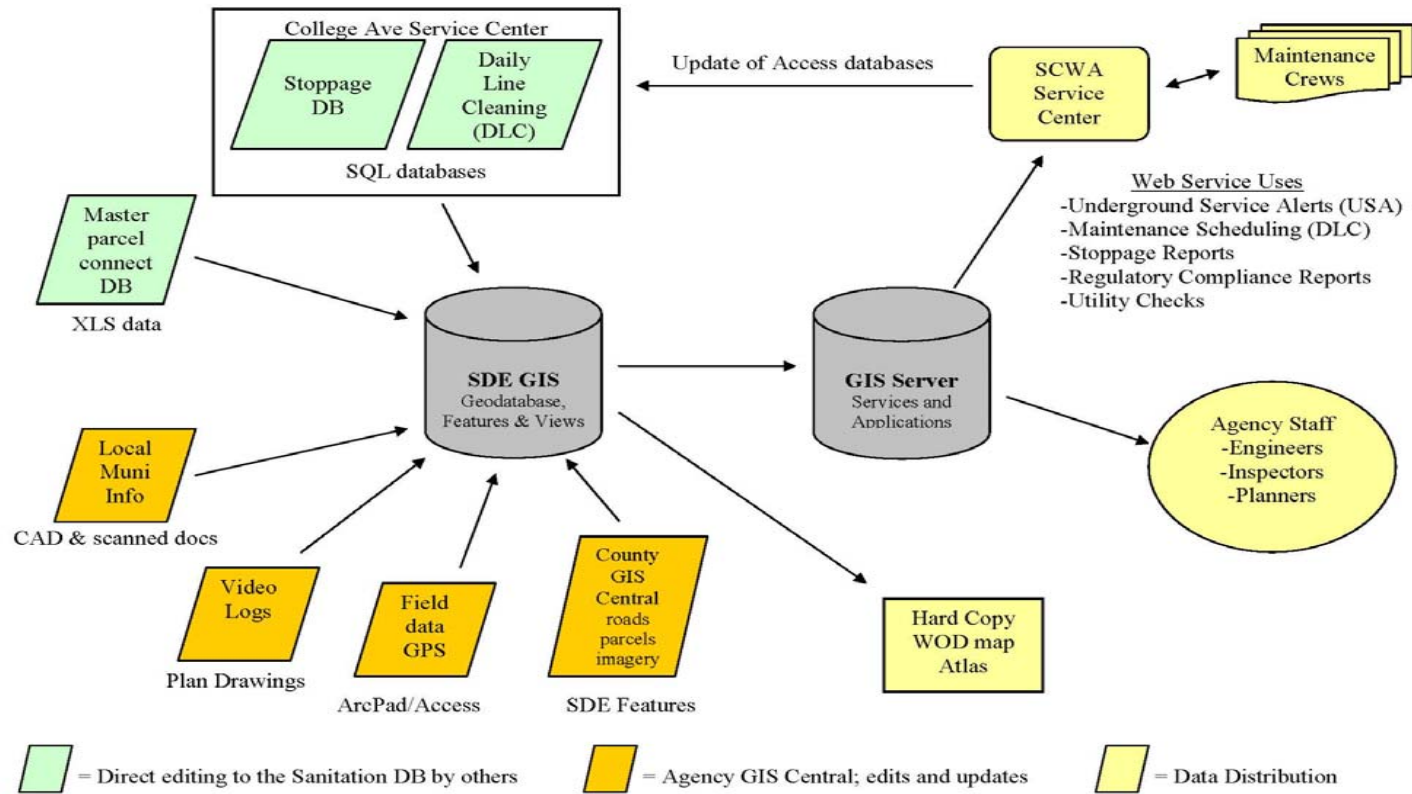 College Ave Service Center
Stoppage
DB
Daily
Line
Cleaning
(DLC)
SQL databases
Update of Access databases
SCWA
Service
Center
Maintenance
Crews
Web Service Uses
-Underground Service Alerts (USA)
-Maintenance Scheduling (DLC)
-Stoppage Reports
-Regulatory Compliance Reports
-Utility Checks
Master
parcel
connect
DB
XLS data
SDE GIS
Geodatabase,
Features & Views
GIS Server
Services and
Applications
Agency Staff
-Engineers
-Inspectors
-Planners
Local
Muni
Info
CAD & scanned docs
Video
Logs
Plan Drawings
Field
data
GPS
ArcPad/Access
County
GIS
Central
roads
parcels
imagery
SDE Features
Hard Copy
WOD map
Atlas
= Direct editing to the Sanitation DB by others
= Agency GIS Central; edits and updates
= Data Distribution